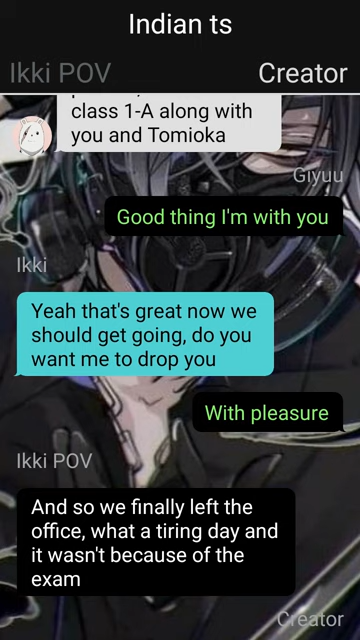 Indian ts
Ikki POV
Creator
class 1-A along with
you and Tomioka
Giyuu
Good thing I'm with you
Ikki
Yeah that's great now we
should get going, do you
want me to drop you
With pleasure
Ikki POV
And so we finally left the
office, what a tiring day and
it wasn't because of the
exam
Creator